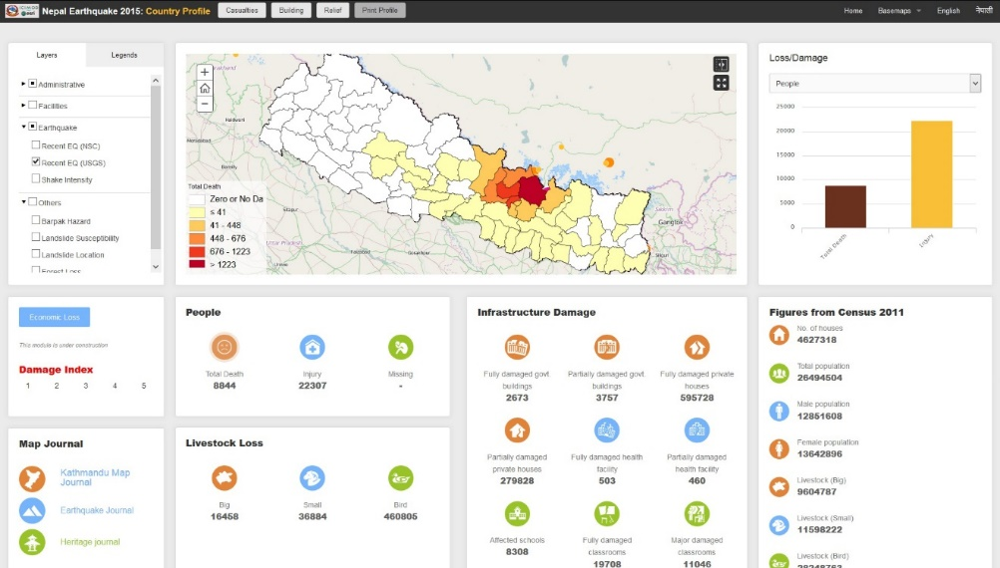 Nepal Earthquake 2015: Country Profile
Casualties
Building
Relief
Print Profile
Home
Basemaps
English
नेपाली
Layers
Legends
Administrative
Facilities
Earthquake
Recent EQ (NSC)
Recent EQ (USGS)
Shake Intensity
Others
Barpak Hazard
Landslide Susceptibility
Landslide Location
Forest Loss
+
−
Total Death
Zero or No Da
≤ 41
41 - 448
448 - 676
676 - 1223
> 1223
Gangtok
Loss/Damage
People
25000
20000
15000
10000
5000
0
Total Death
Injury
Economic Loss
This module is under construction
Damage Index
1 2 3 4 5
Map Journal
Kathmandu Map
Journal
Earthquake Journal
Heritage journal
People
Total Death
8844
Injury
22307
Missing
-
Livestock Loss
Big
16458
Small
36884
Bird
460805
Infrastructure Damage
Fully damaged govt
buildings
2673
Partially damaged govt
buildings
3757
Fully damaged private
houses
595728
Partially damaged
private houses
279828
Fully damaged health
facility
503
Partially damaged
health facility
460
Affected schools
8308
Fully damaged
classrooms
19708
Major damaged
classrooms
11046
Figures from Census 2011
No. of houses
4627318
Total population
26494504
Male population
12851608
Female population
13642896
Livestock (Big)
9604787
Livestock (Small)
11598222
Livestock (Bird)